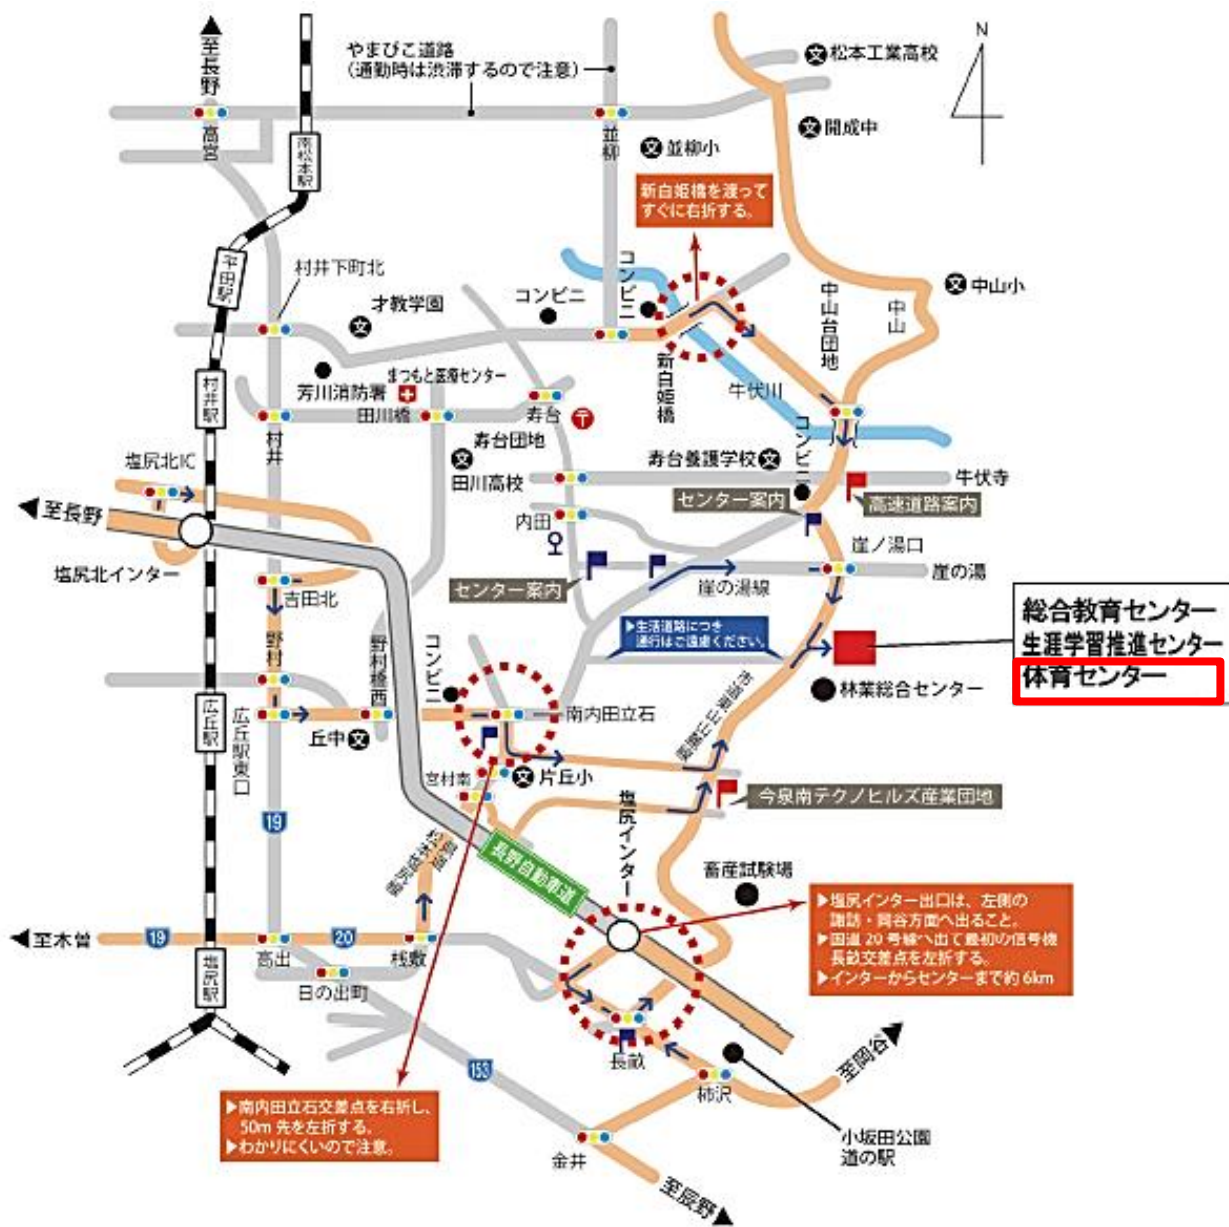 N
至長野
やまびこ道路
(通勤時は渋滞するので注意)
松本工業高校
文
高宮
並柳
開成中
文
並柳小
文
南松本駅
新白姫橋を渡って
すぐに右折する。
平田駅
村井下町北
コンビニ
コンビニ
中山台団地
中山
中山小
文
才教学園
文
新白姫橋
芳川消防署
まつもと医療センター
牛伏川
村井駅
村井
田川橋
寿台
〒
寿台団地
コンビニ
塩尻北IC
文
田川高校
寿台養護学校
文
牛伏寺
センター案内
高速道路案内
至長野
内田
崖ノ湯口
塩尻北インター
吉田北
センター案内
崖の湯線
崖の湯
▶生活道路につき
通行はご遠慮ください。
総合教育センター
生涯学習推進センター
体育センター
野村
野村橋西
コンビニ
林業総合センター
広丘駅
広丘駅東口
丘中
文
南内田立石
宮村南
文
片丘小
今泉南テクノヒルズ産業団地
19
塩尻インター
長野自動車道
畜産試験場
▶塩尻インター出口は、左側の
諏訪・岡谷方面へ出ること。
▶国道20号線へ出て最初の信号機
長畝交差点を左折する。
▶インターからセンターまで約6km
至木曽
19
20
高出
桟敷
塩尻駅
日の出町
長畝
153
柿沢
至岡谷
▶南内田立石交差点を右折し、
50m先を左折する。
▶わかりにくいので注意。
小坂田公園
道の駅
金井
至辰野